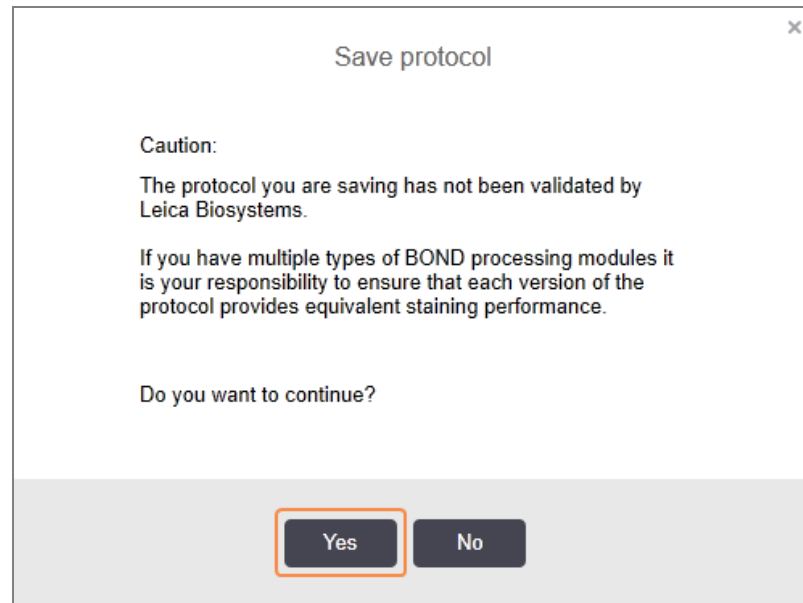 Save protocol
Caution:
The protocol you are saving has not been validated by
Leica Biosystems.
If you have multiple types of BOND processing modules it
is your responsibility to ensure that each version of the
protocol provides equivalent staining performance.
Do you want to continue?
Yes No